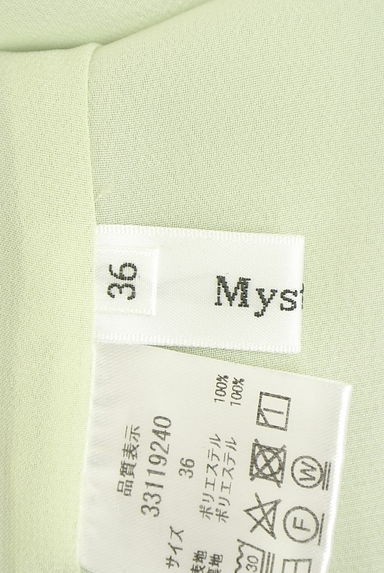 36
Myst
品質表示
33119240
サイズ 36
表地 ポリエステル 100%
裏地 ポリエステル 100%
W
F
30